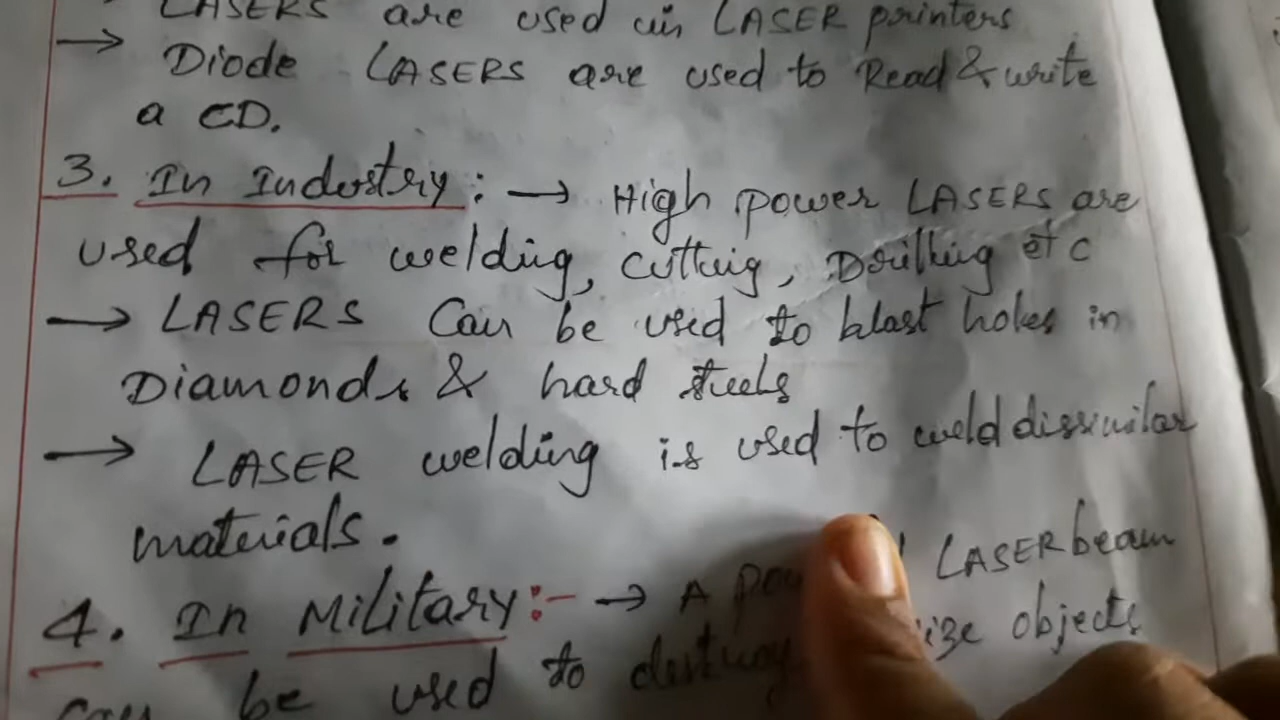 LASERS are used in LASER printers
→ Diode LASERS are used to Read & write
a CD.
3. In Industry : → High power LASERS are
used for welding, cutting, Drilling etc
→ LASERS Can be used to blast holes in
Diamonds & hard steels
→ LASER welding is used to weld dissimilar
materials.
4. In Military :- → A LASER beam
can be used to destroy objects